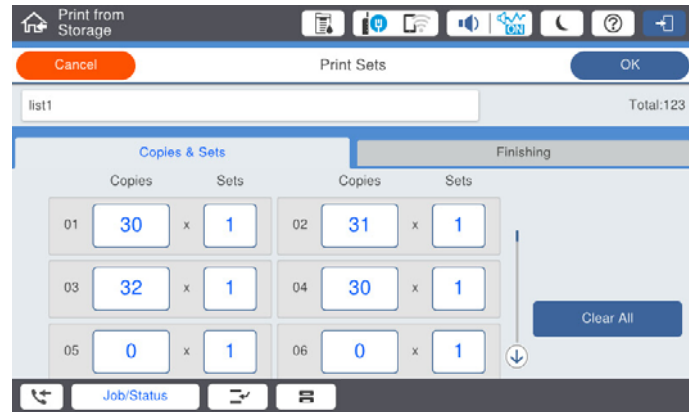 Print from
Storage
ON
Cancel Print Sets OK
list1 Total:123
Copies & Sets Finishing
Copies Sets Copies Sets
01 30 x 1 02 31 x 1
03 32 x 1 04 30 x 1
Clear All
05 0 x 1 06 0 x 1
Job/Status